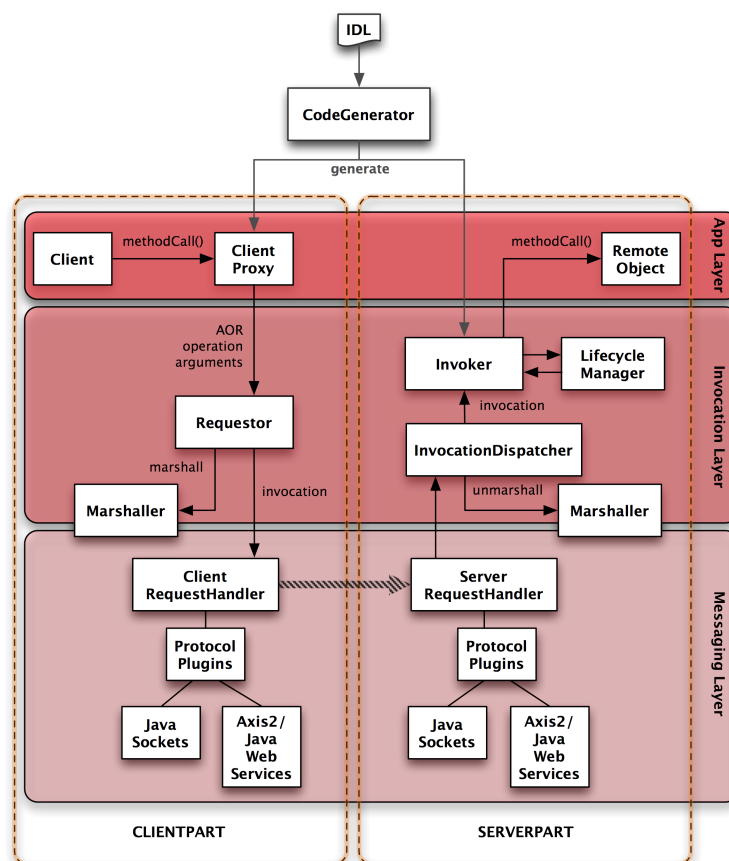 IDL
CodeGenerator
generate
App Layer
Client
methodCall()
Client
Proxy
methodCall()
Remote
Object
AOR
operation
arguments
Invocation Layer
Invoker
Lifecycle
Manager
invocation
Requestor
InvocationDispatcher
marshall
invocation
unmarshall
Marshaller
Marshaller
Messaging Layer
Client
RequestHandler
Server
RequestHandler
Protocol
Plugins
Protocol
Plugins
Java
Sockets
Axis2/
Java
Web
Services
Java
Sockets
Axis2/
Java
Web
Services
CLIENTPART
SERVERPART